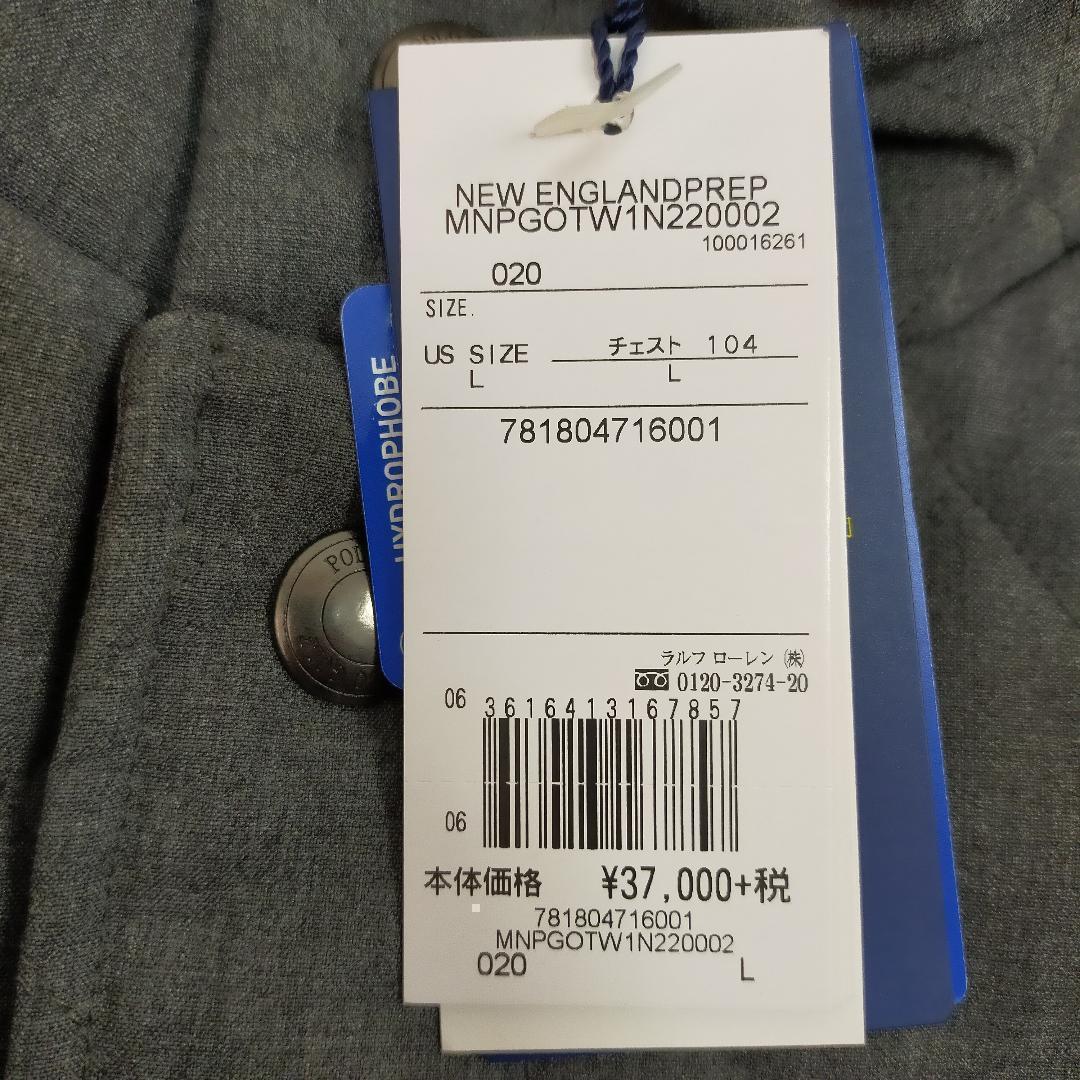 NEW ENGLANDPREP
MNPGOTW1N220002
100016261
020
SIZE.
US SIZE チェスト 104
L L
781804716001
HYDROPHOBE
ラルフ ローレン ㈱
0120-3274-20
06 3616413167857
06
本体価格 ¥37,000+税
781804716001
MNPGOTW1N220002
020 L